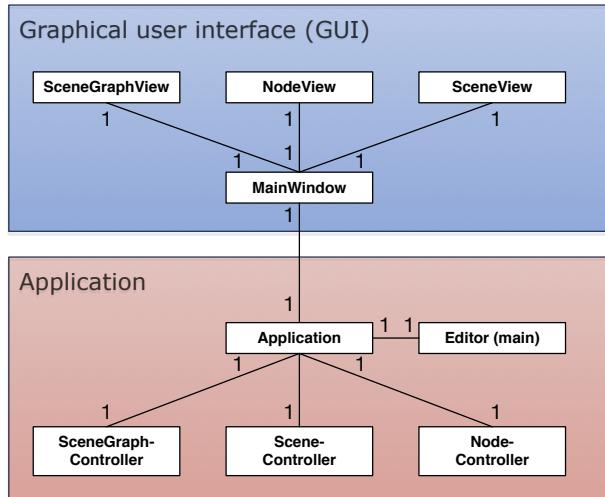 Graphical user interface (GUI)
SceneGraphView
NodeView
SceneView
1
1
1
1
1
1
MainWindow
1
Application
1
Application
1
1
Editor (main)
1
1
1
1
1
1
SceneGraph-
Controller
Scene-
Controller
Node-
Controller